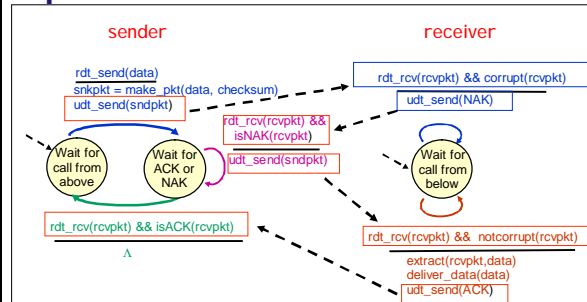 sender
receiver
rdt_send(data)
snkpkt = make_pkt(data, checksum)
udt_send(sndpkt)
rdt_rcv(rcvpkt) && corrupt(rcvpkt)
udt_send(NAK)
rdt_rcv(rcvpkt) &&
isNAK(rcvpkt)
udt_send(sndpkt)
Wait for
call from
above
Wait for
ACK or
NAK
Wait for
call from
below
rdt_rcv(rcvpkt) && isACK(rcvpkt)
Λ
rdt_rcv(rcvpkt) && notcorrupt(rcvpkt)
extract(rcvpkt,data)
deliver_data(data)
udt_send(ACK)